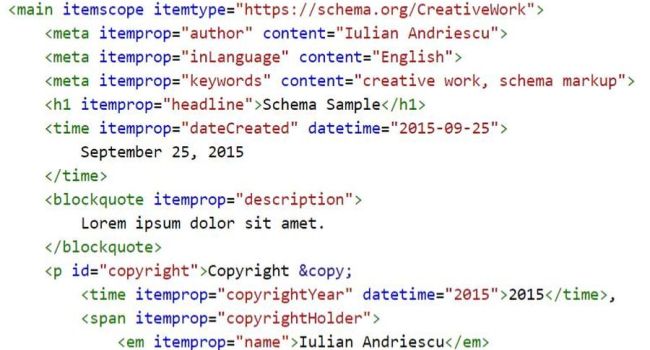 <main itemscope itemtype="https://schema.org/CreativeWork">
<meta itemprop="author" content="Iulian Andriescu">
<meta itemprop="inLanguage" content="English">
<meta itemprop="keywords" content="creative work, schema markup">
<h1 itemprop="headline">Schema Sample</h1>
<time itemprop="dateCreated" datetime="2015-09-25">
September 25, 2015
</time>
<blockquote itemprop="description">
Lorem ipsum dolor sit amet.
</blockquote>
<p id="copyright">Copyright &copy;
<time itemprop="copyrightYear" datetime="2015">2015</time>,
<span itemprop="copyrightHolder">
<em itemprop="name">Iulian Andriescu</em>